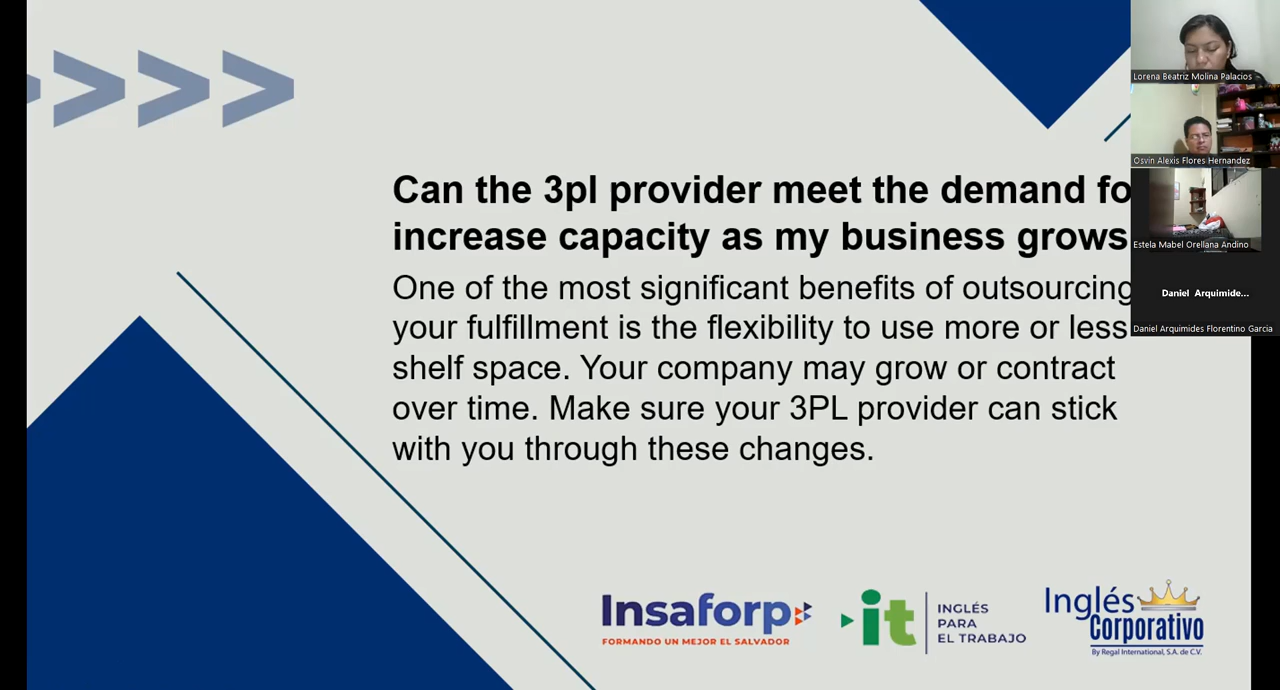 Can the 3pl provider meet the demand fo
increase capacity as my business grows
One of the most significant benefits of outsourcing
your fulfillment is the flexibility to use more or less
shelf space. Your company may grow or contract
over time. Make sure your 3PL provider can stick
with you through these changes.
Lorena Beatriz Molina Palacios
Osvin Alexis Flores Hernandez
Estela Mabel Orellana Andino
Daniel Arquimide...
Daniel Arquimides Florentino Garcia
Insaforp
FORMANDO UN MEJOR EL SALVADOR
it
INGLÉS
PARA
EL TRABAJO
Inglés
Corporativo
By Regal International, S.A. de C.V.